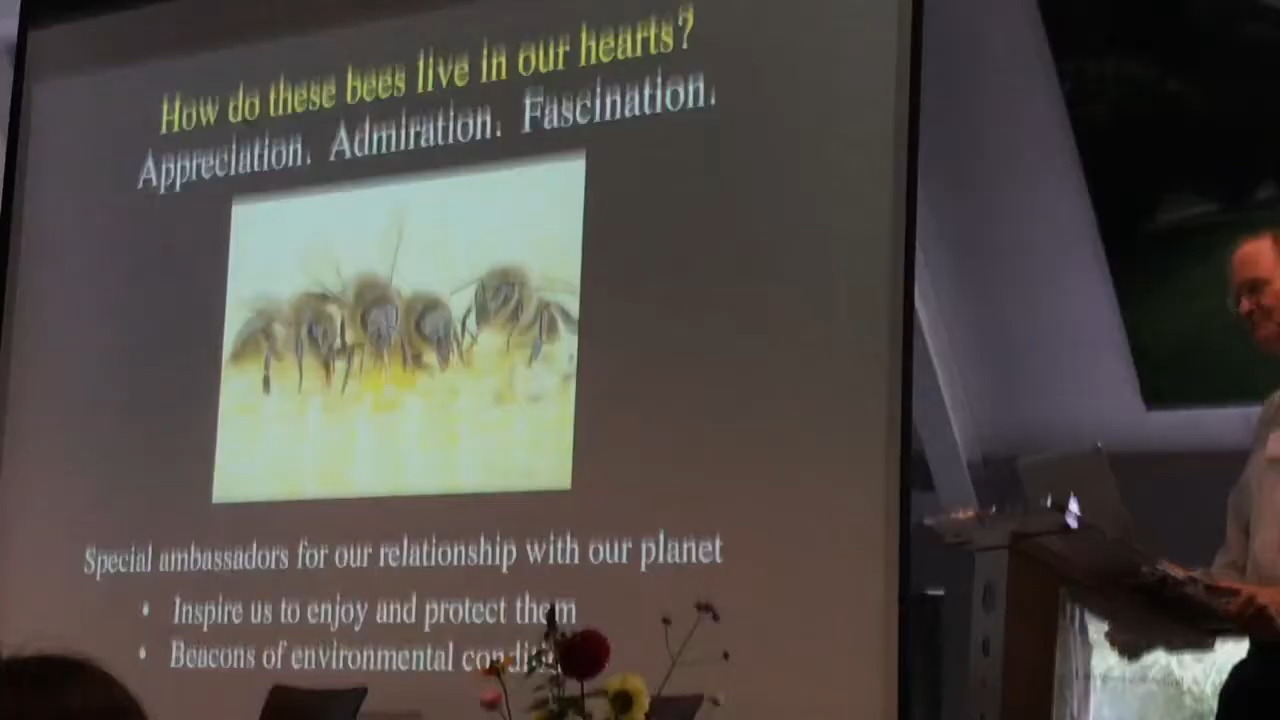 How do these bees live in our hearts?
Appreciation. Admiration. Fascination.
Special ambassadors for our relationship with our planet
• Inspire us to enjoy and protect them
• Beacons of environmental